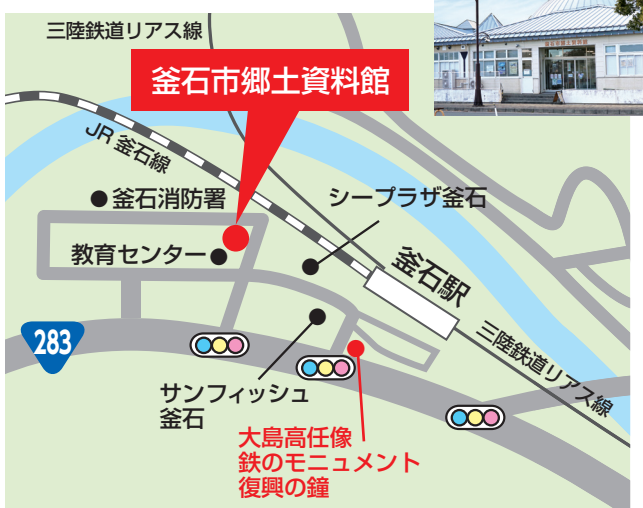 三陸鉄道リアス線
釜石市郷土資料館
JR 釜石線
釜石消防署
シープラザ釜石
教育センター
釜石駅
283
三陸鉄道リアス線
サンフィッシュ
釜石
大島高任像
鉄のモニュメント
復興の鐘